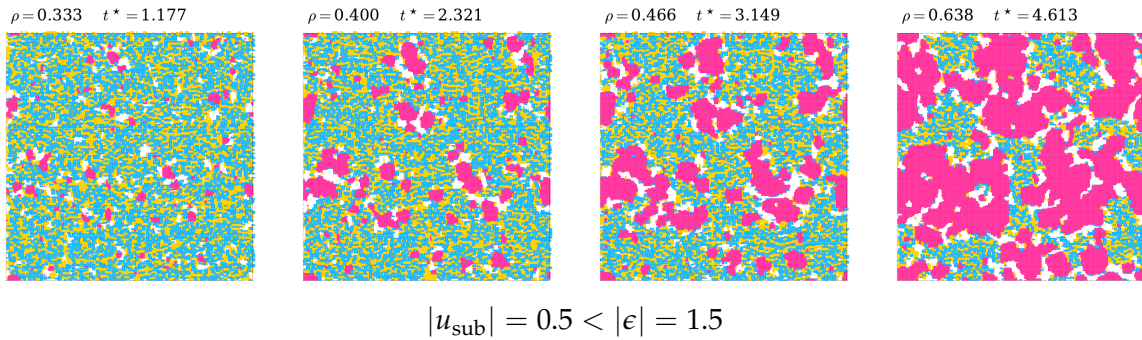 ρ = 0.333 t* = 1.177 ρ = 0.400 t* = 2.321 ρ = 0.466 t* = 3.149 ρ = 0.638 t* = 4.613
|u_sub| = 0.5 < |ϵ| = 1.5